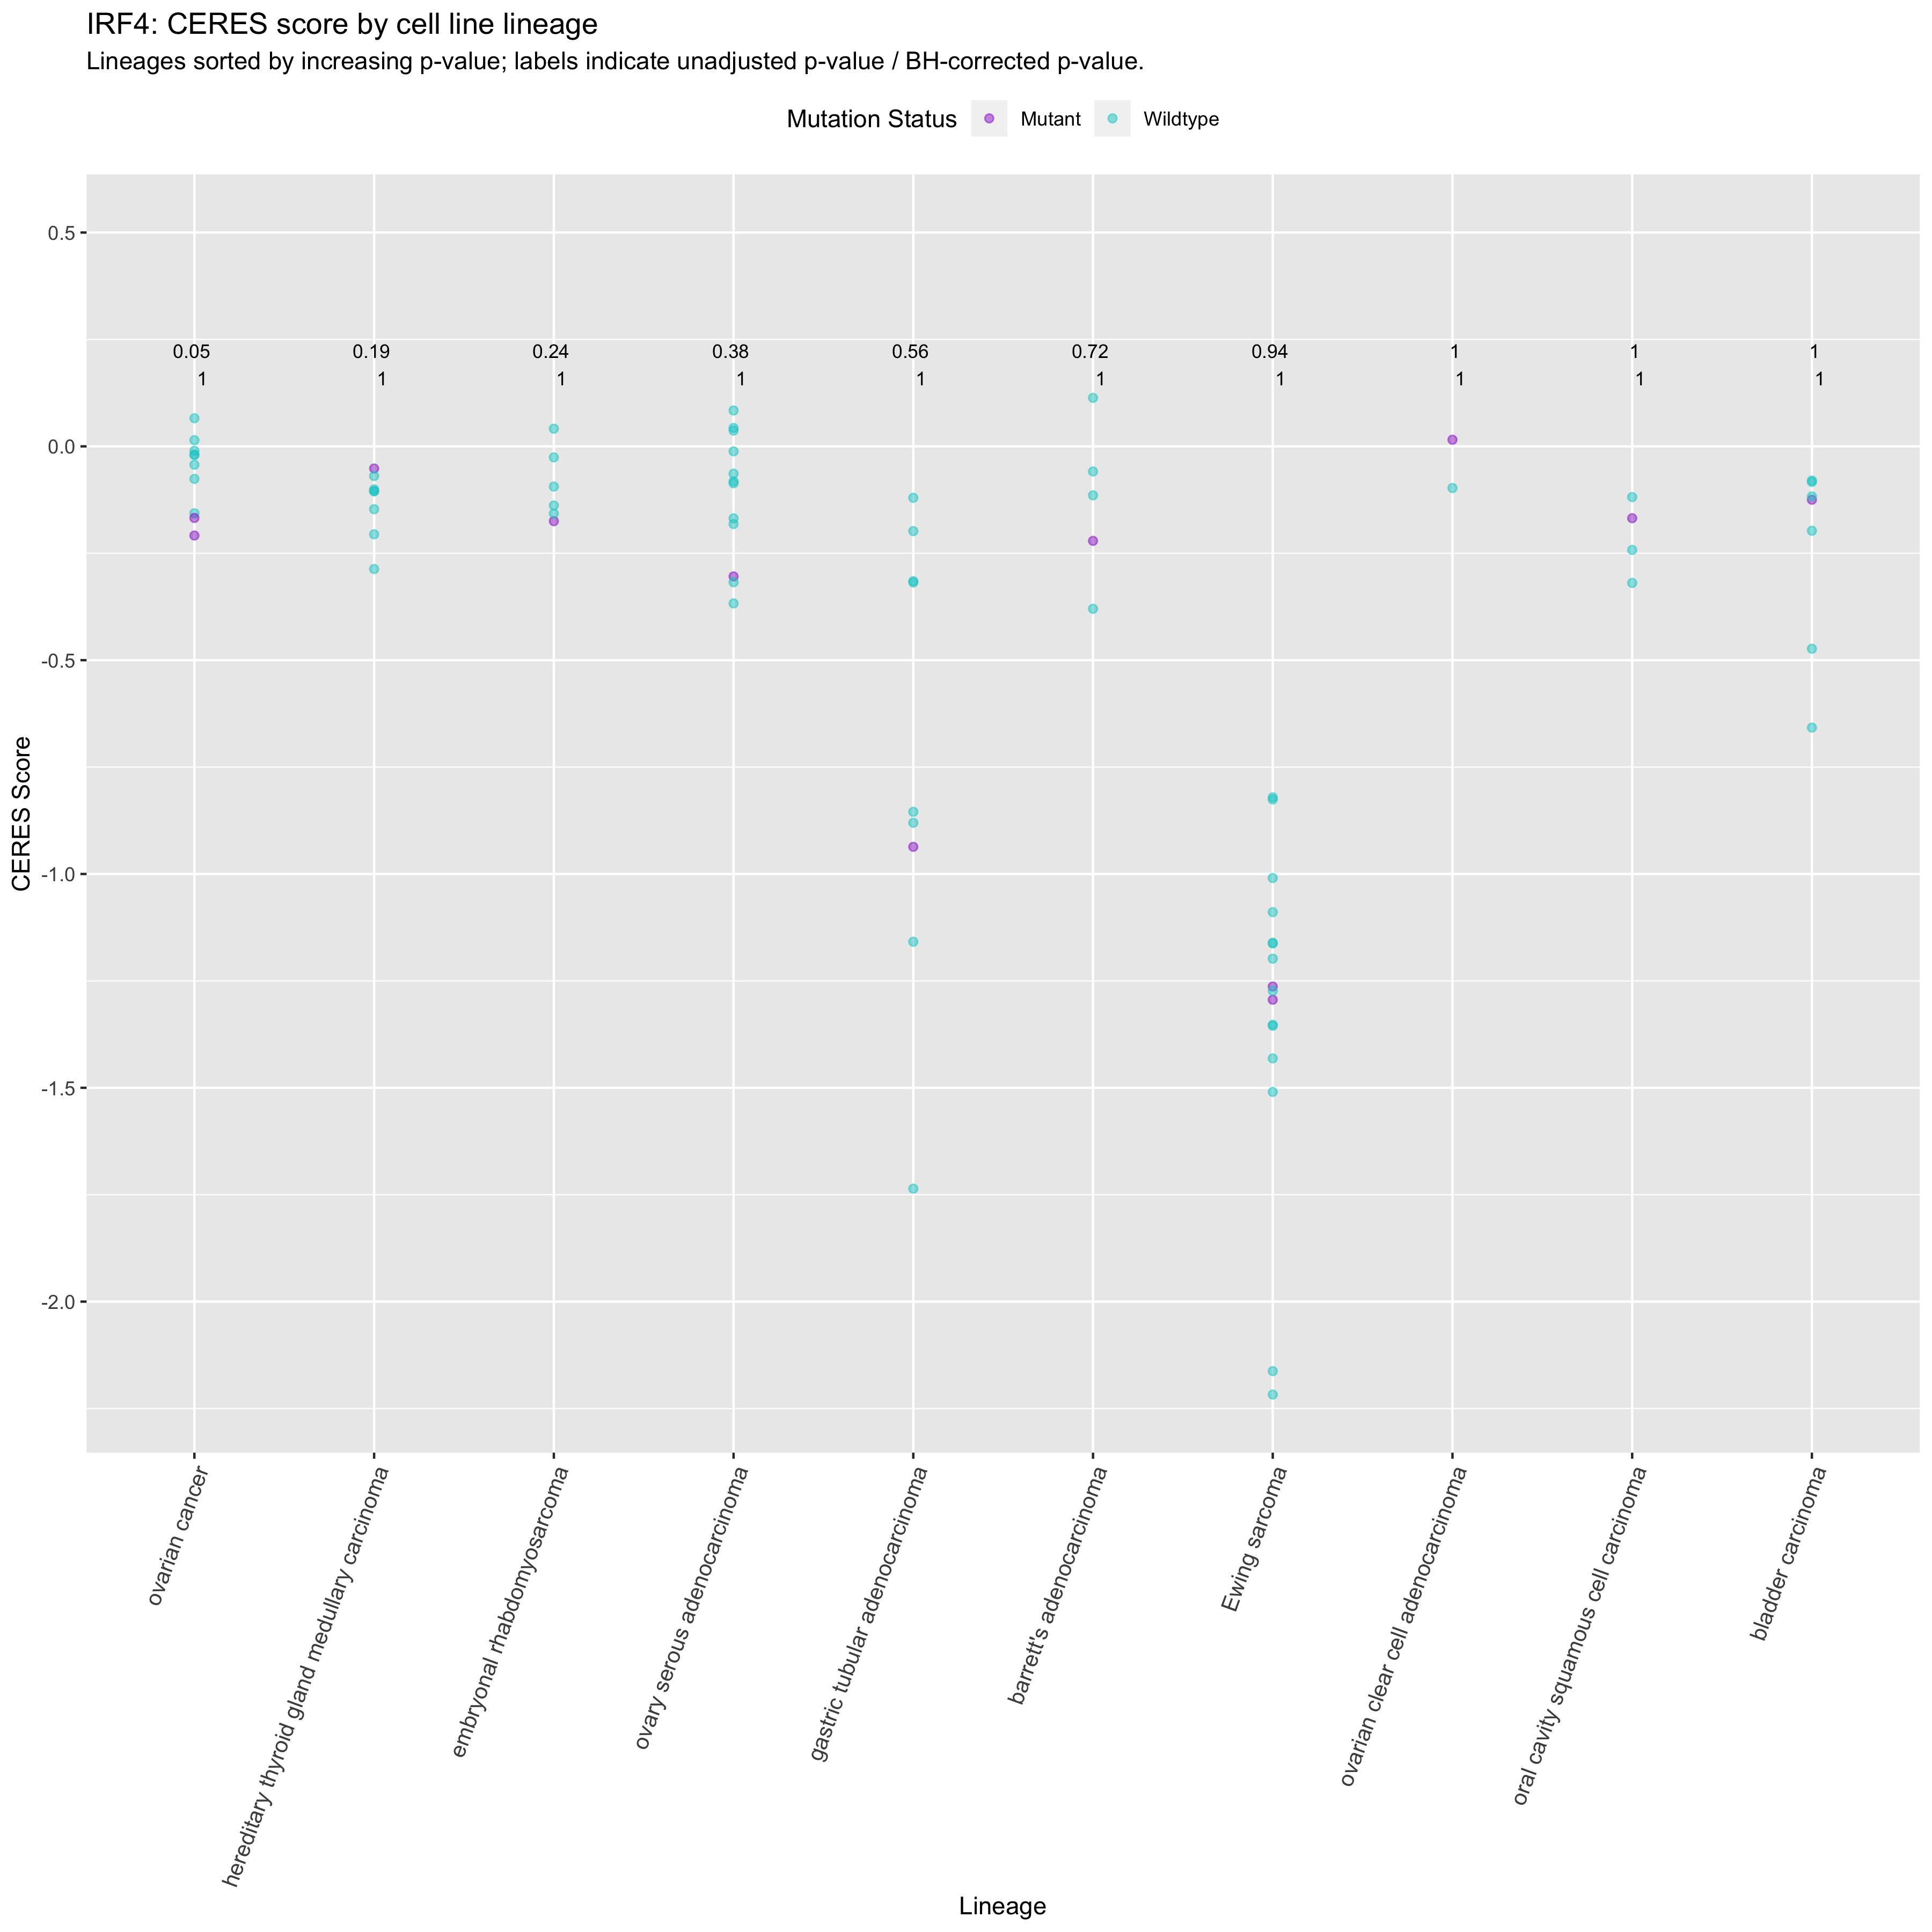 IRF4: CERES score by cell line lineage
Lineages sorted by increasing p-value; labels indicate unadjusted p-value / BH-corrected p-value.
Mutation Status Mutant Wildtype
0.5
0.05 0.19 0.24 0.38 0.56 0.72 0.94 1 1 1
1 1 1 1 1 1 1 1 1 1
0.0
-0.5
-1.0
-1.5
-2.0
CERES Score
ovarian cancer
hereditary thyroid gland medullary carcinoma
embryonal rhabdomyosarcoma
ovary serous adenocarcinoma
gastric tubular adenocarcinoma
barrett's adenocarcinoma
Ewing sarcoma
ovarian clear cell adenocarcinoma
oral cavity squamous cell carcinoma
bladder carcinoma
Lineage